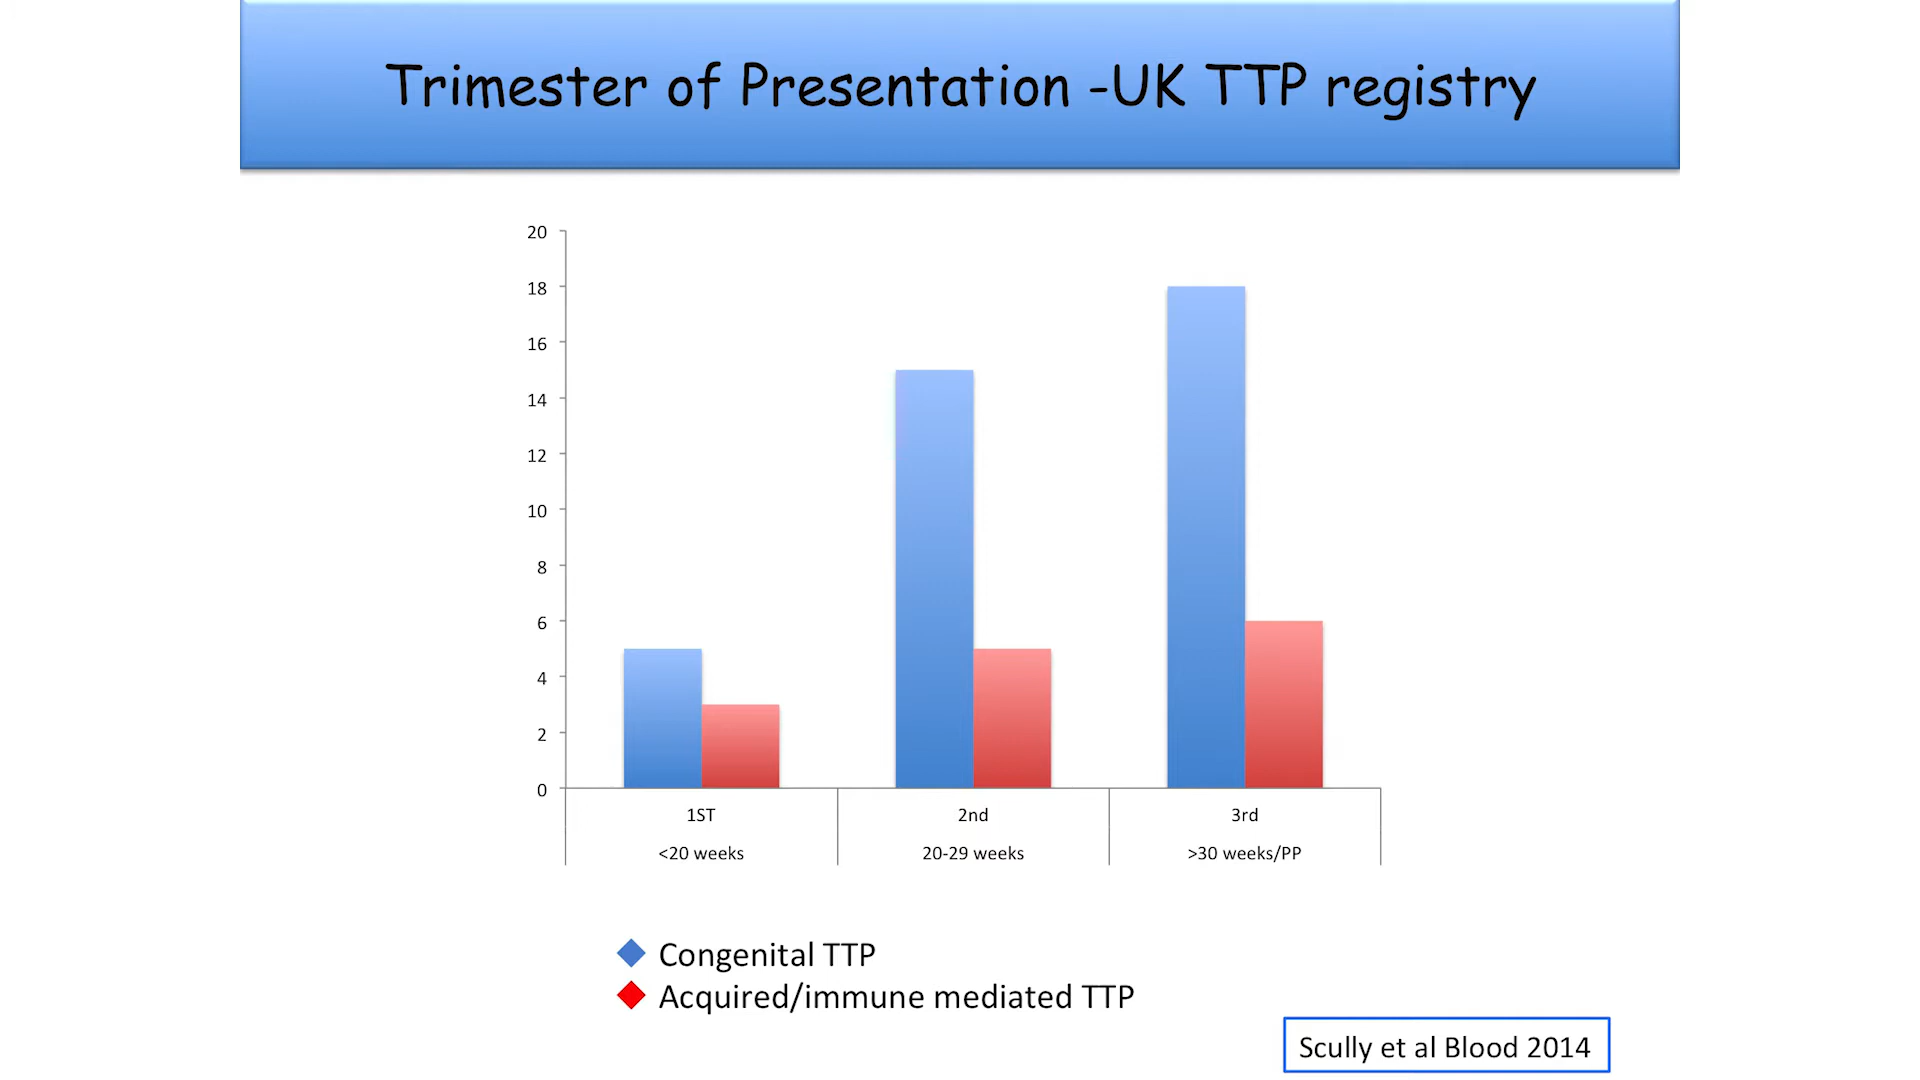 Trimester of Presentation -UK TTP registry
20
18
16
14
12
10
8
6
4
2
0
1ST 2nd 3rd
<20 weeks 20-29 weeks >30 weeks/PP
Congenital TTP
Acquired/immune mediated TTP
Scully et al Blood 2014